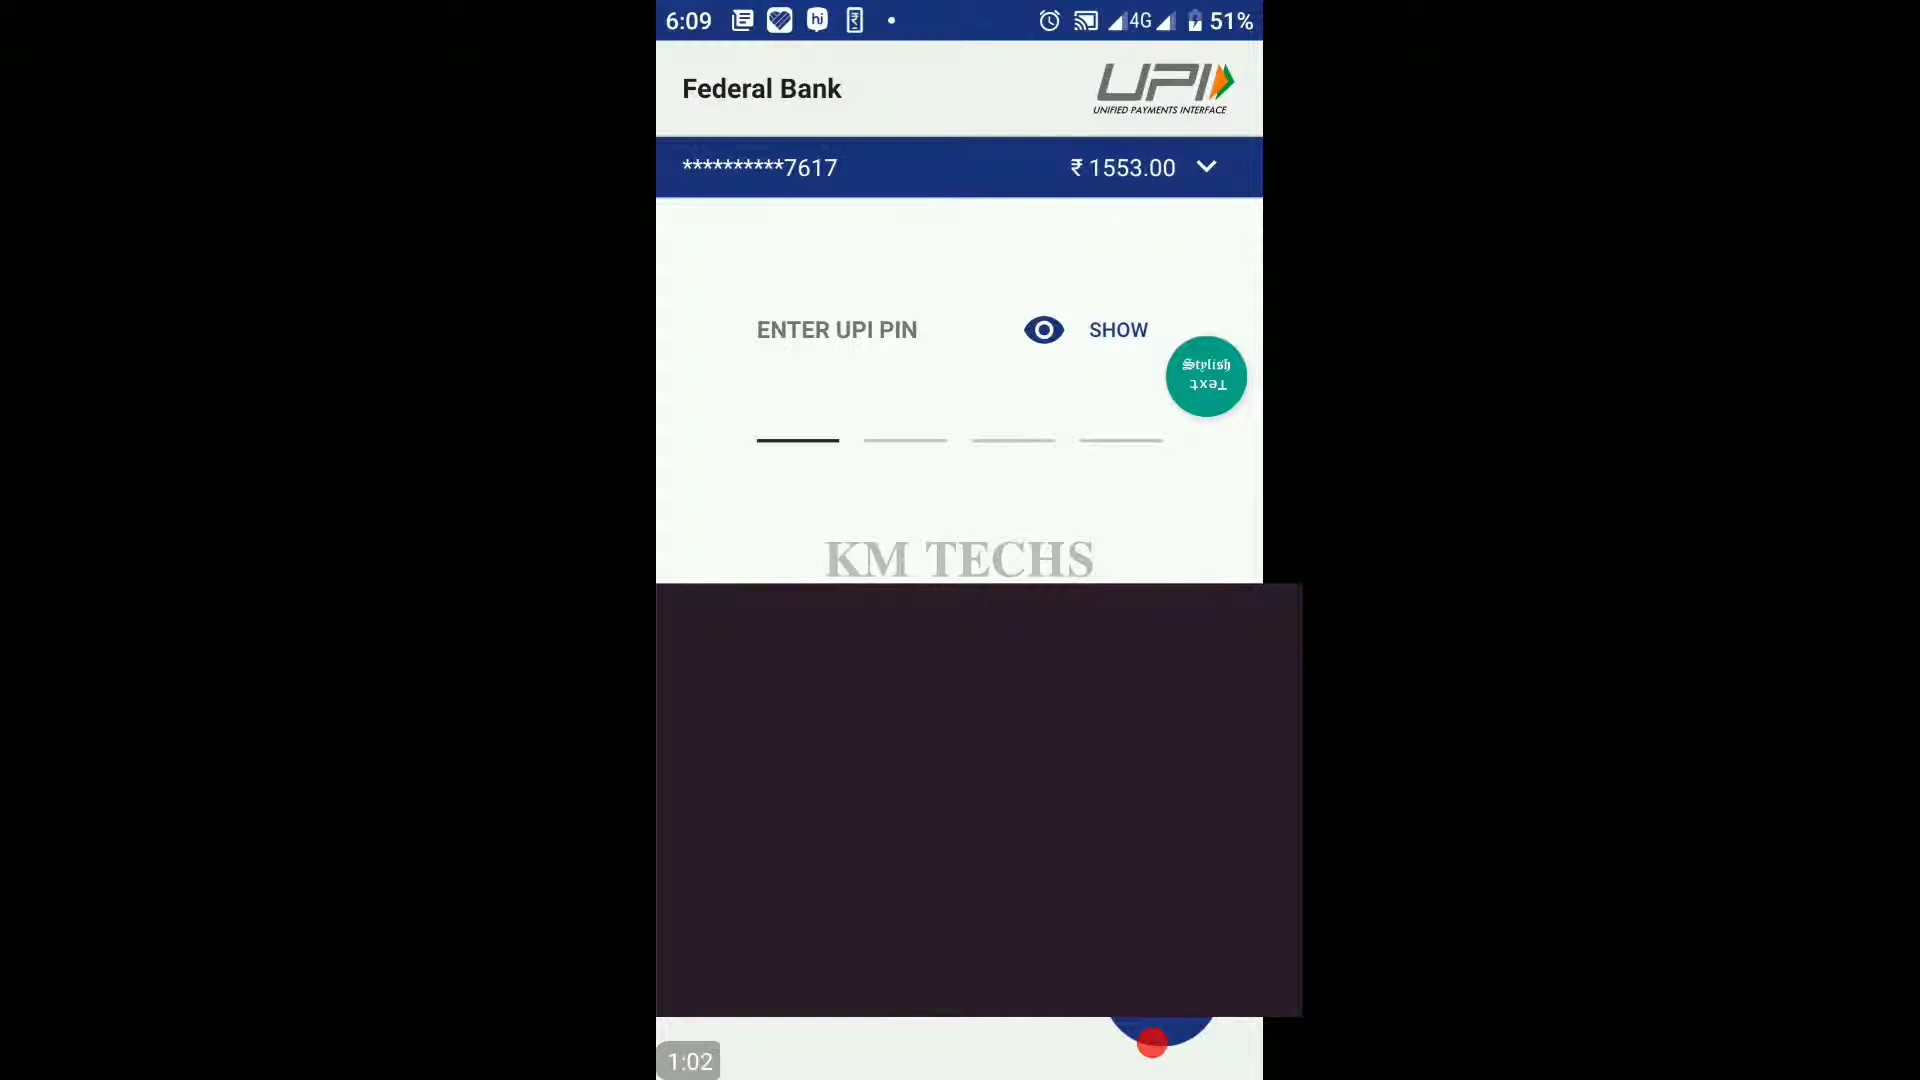 6:09 hi 4G 51%
Federal Bank UPI
UNIFIED PAYMENTS INTERFACE
**********7617 ₹ 1553.00
ENTER UPI PIN SHOW
Stylish
Text
KM TECHS
1:02